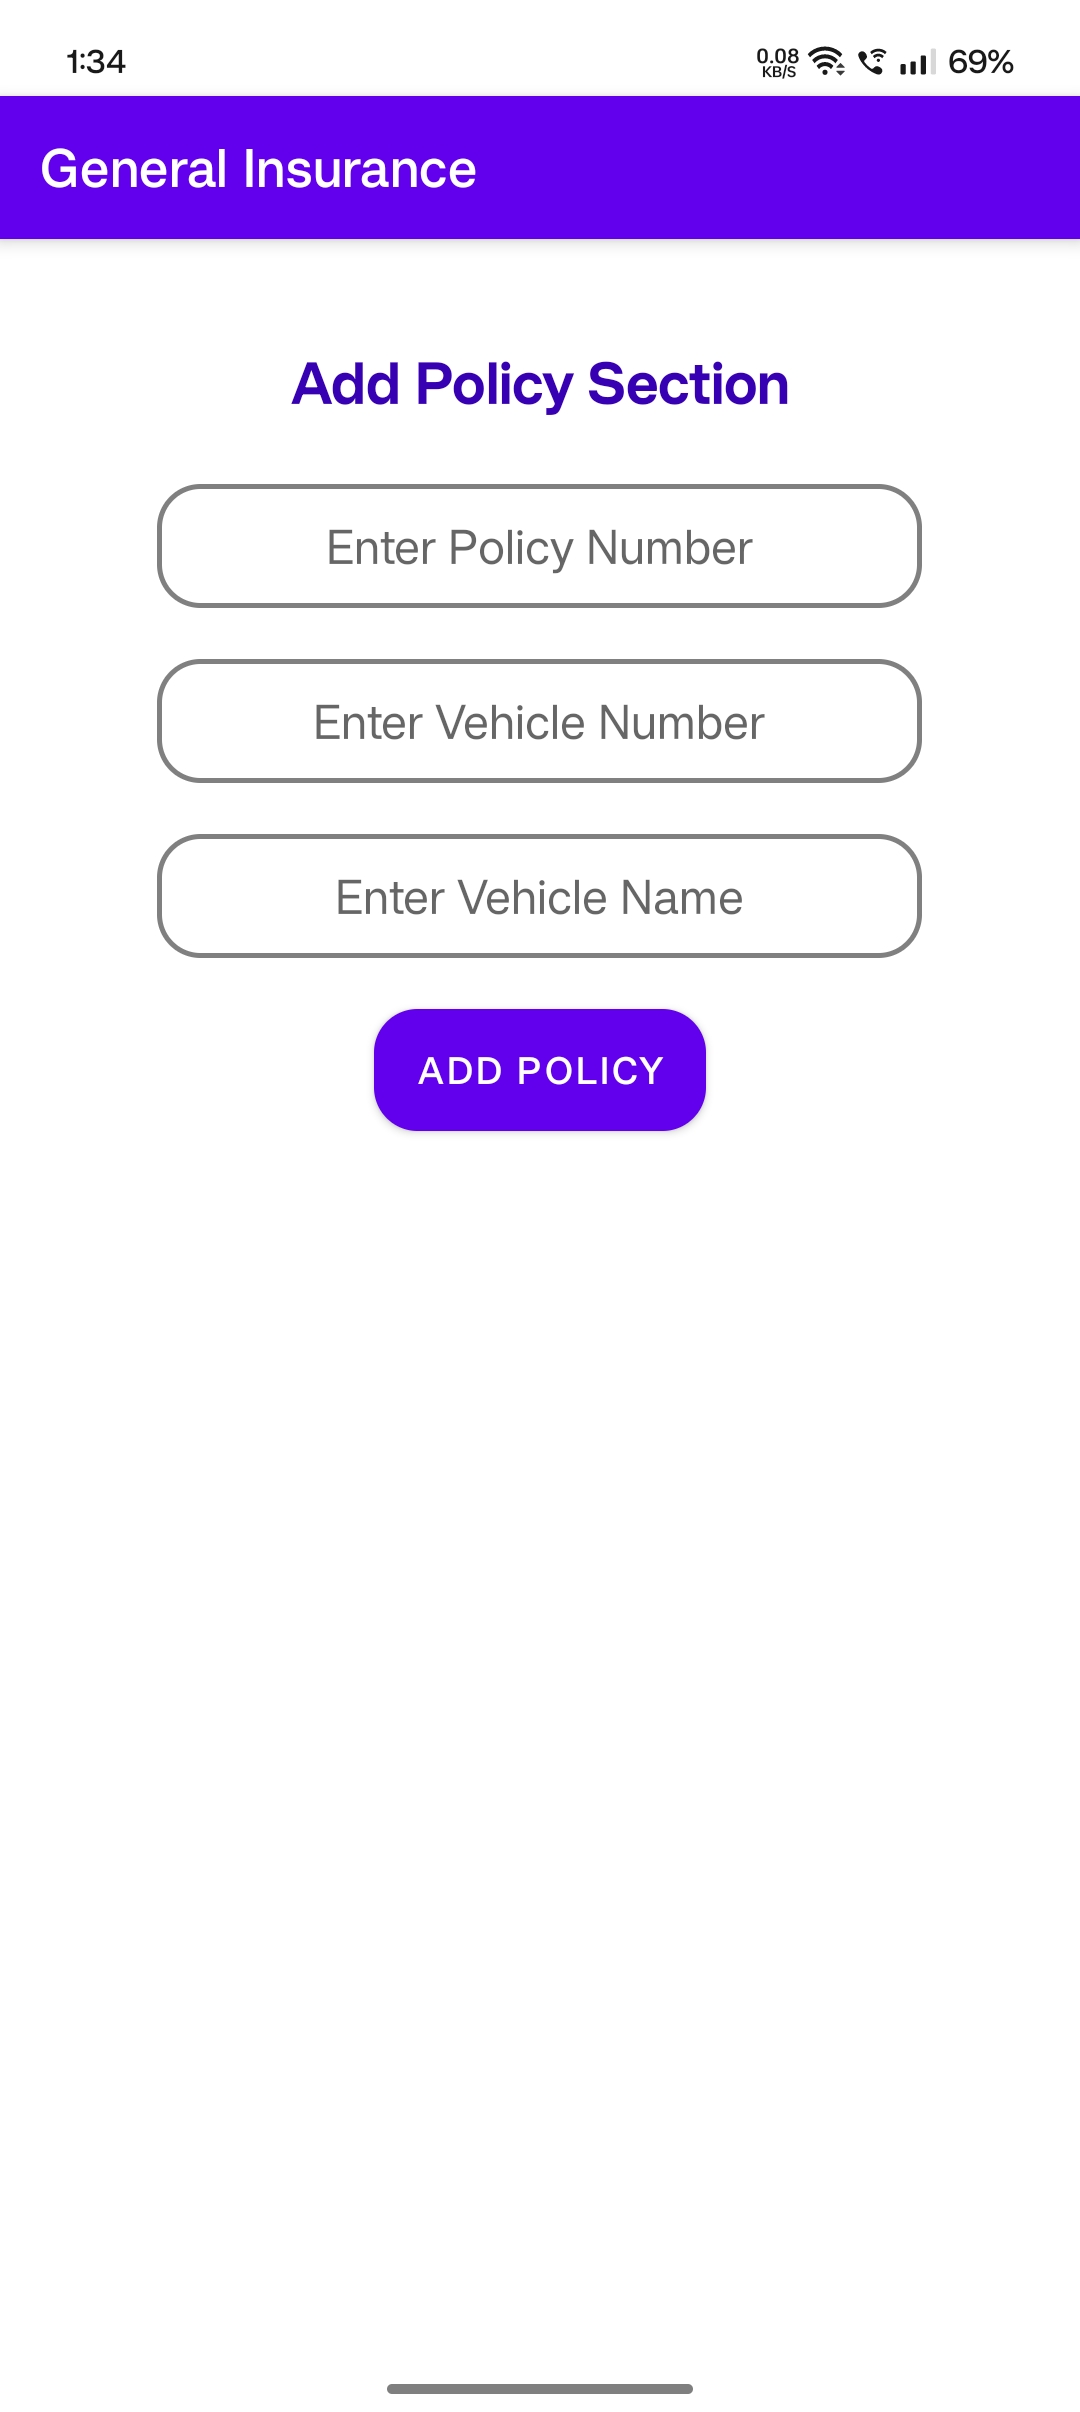 1:34
0.08
KB/S
69%
General Insurance
Add Policy Section
Enter Policy Number
Enter Vehicle Number
Enter Vehicle Name
ADD POLICY